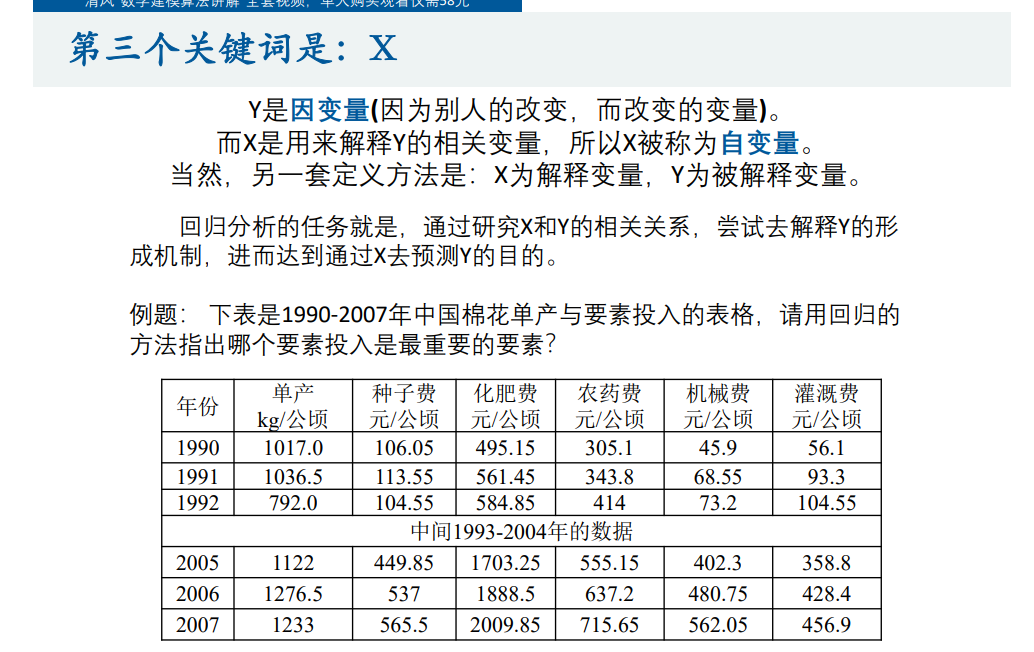 清风"数学建模算法讲解"全套视频，单人购买观看仅需58元
第三个关键词是：X
Y是因变量(因为别人的改变，而改变的变量)。
而X是用来解释Y的相关变量，所以X被称为自变量。
当然，另一套定义方法是：X为解释变量，Y为被解释变量。
回归分析的任务就是，通过研究X和Y的相关关系，尝试去解释Y的形
成机制，进而达到通过X去预测Y的目的。
例题： 下表是1990-2007年中国棉花单产与要素投入的表格，请用回归的
方法指出哪个要素投入是最重要的要素？
年份 单产 种子费 化肥费 农药费 机械费 灌溉费
kg/公顷 元/公顷 元/公顷 元/公顷 元/公顷 元/公顷
1990 1017.0 106.05 495.15 305.1 45.9 56.1
1991 1036.5 113.55 561.45 343.8 68.55 93.3
1992 792.0 104.55 584.85 414 73.2 104.55
中间1993-2004年的数据
2005 1122 449.85 1703.25 555.15 402.3 358.8
2006 1276.5 537 1888.5 637.2 480.75 428.4
2007 1233 565.5 2009.85 715.65 562.05 456.9